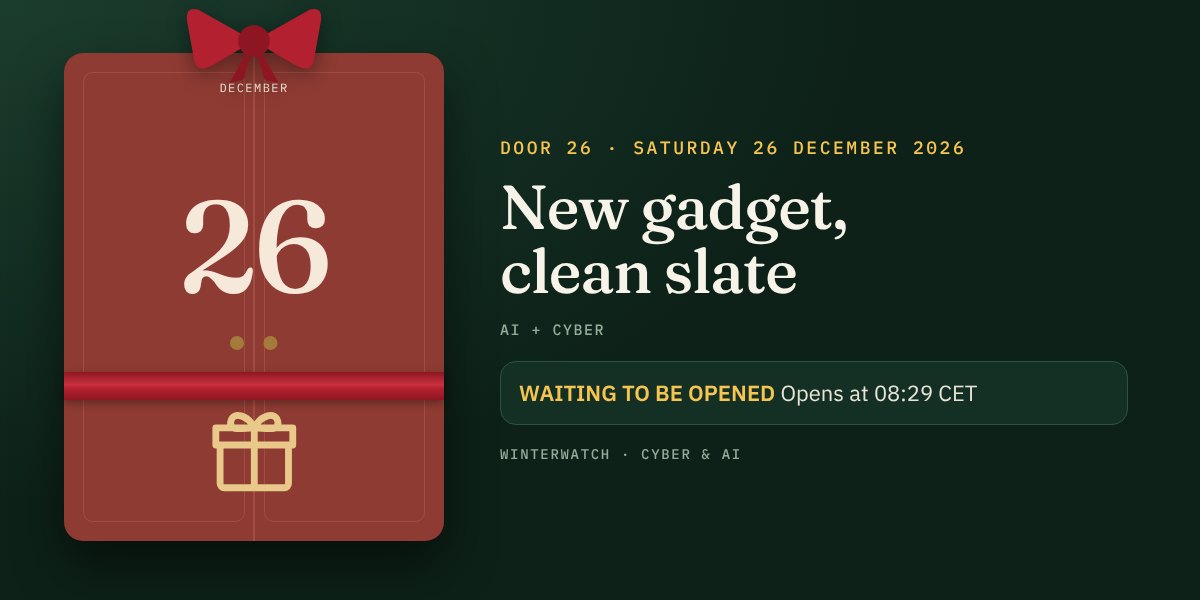 DECEMBER
26
DOOR 26 · SATURDAY 26 DECEMBER 2026
New gadget,
clean slate
AI + CYBER
WAITING TO BE OPENED Opens at 08:29 CET
WINTERWATCH · CYBER & AI